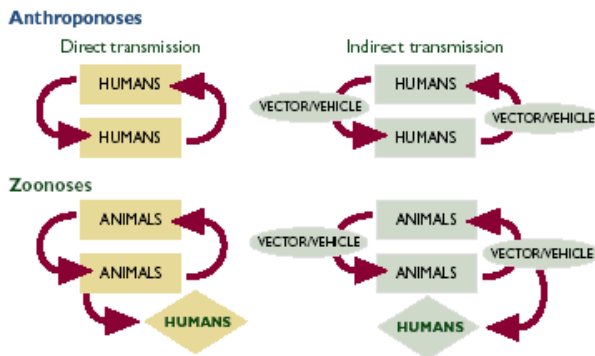 Anthroponoses
Direct transmission
Indirect transmission
HUMANS
HUMANS
HUMANS
VECTOR/VEHICLE
VECTOR/VEHICLE
HUMANS
Zoonoses
ANIMALS
ANIMALS
HUMANS
ANIMALS
VECTOR/VEHICLE
VECTOR/VEHICLE
ANIMALS
HUMANS